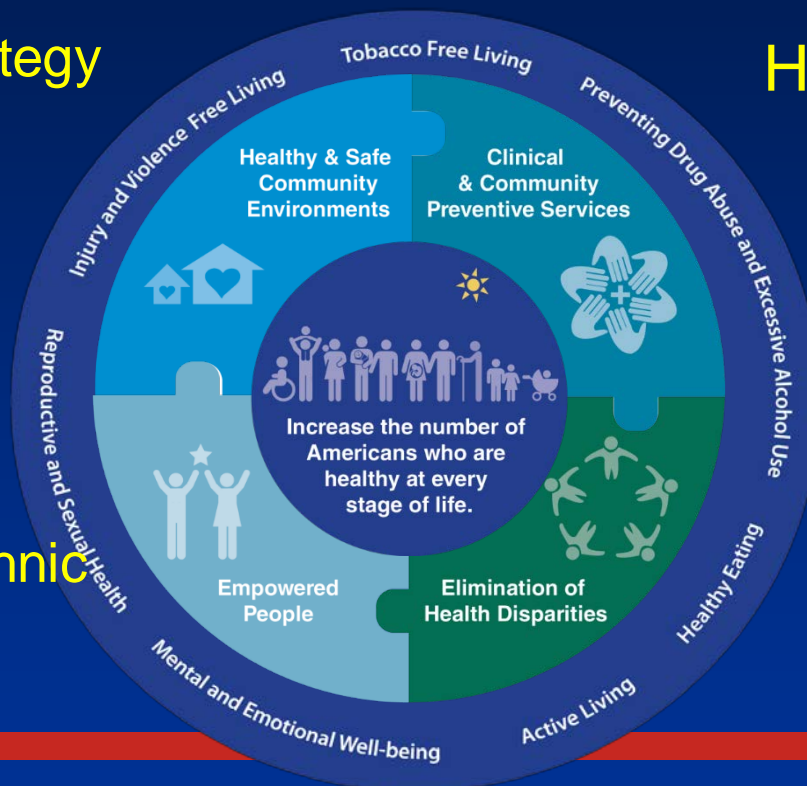 tegy
H
Tobacco Free Living
Preventing Drug Abuse and Excessive Alcohol Use
Healthy Eating
Active Living
Mental and Emotional Well-being
Reproductive and Sexual Health
Injury and Violence Free Living
Healthy & Safe
Community
Environments
Clinical
& Community
Preventive Services
Increase the number of
Americans who are
healthy at every
stage of life.
hnic
Empowered
People
Elimination of
Health Disparities